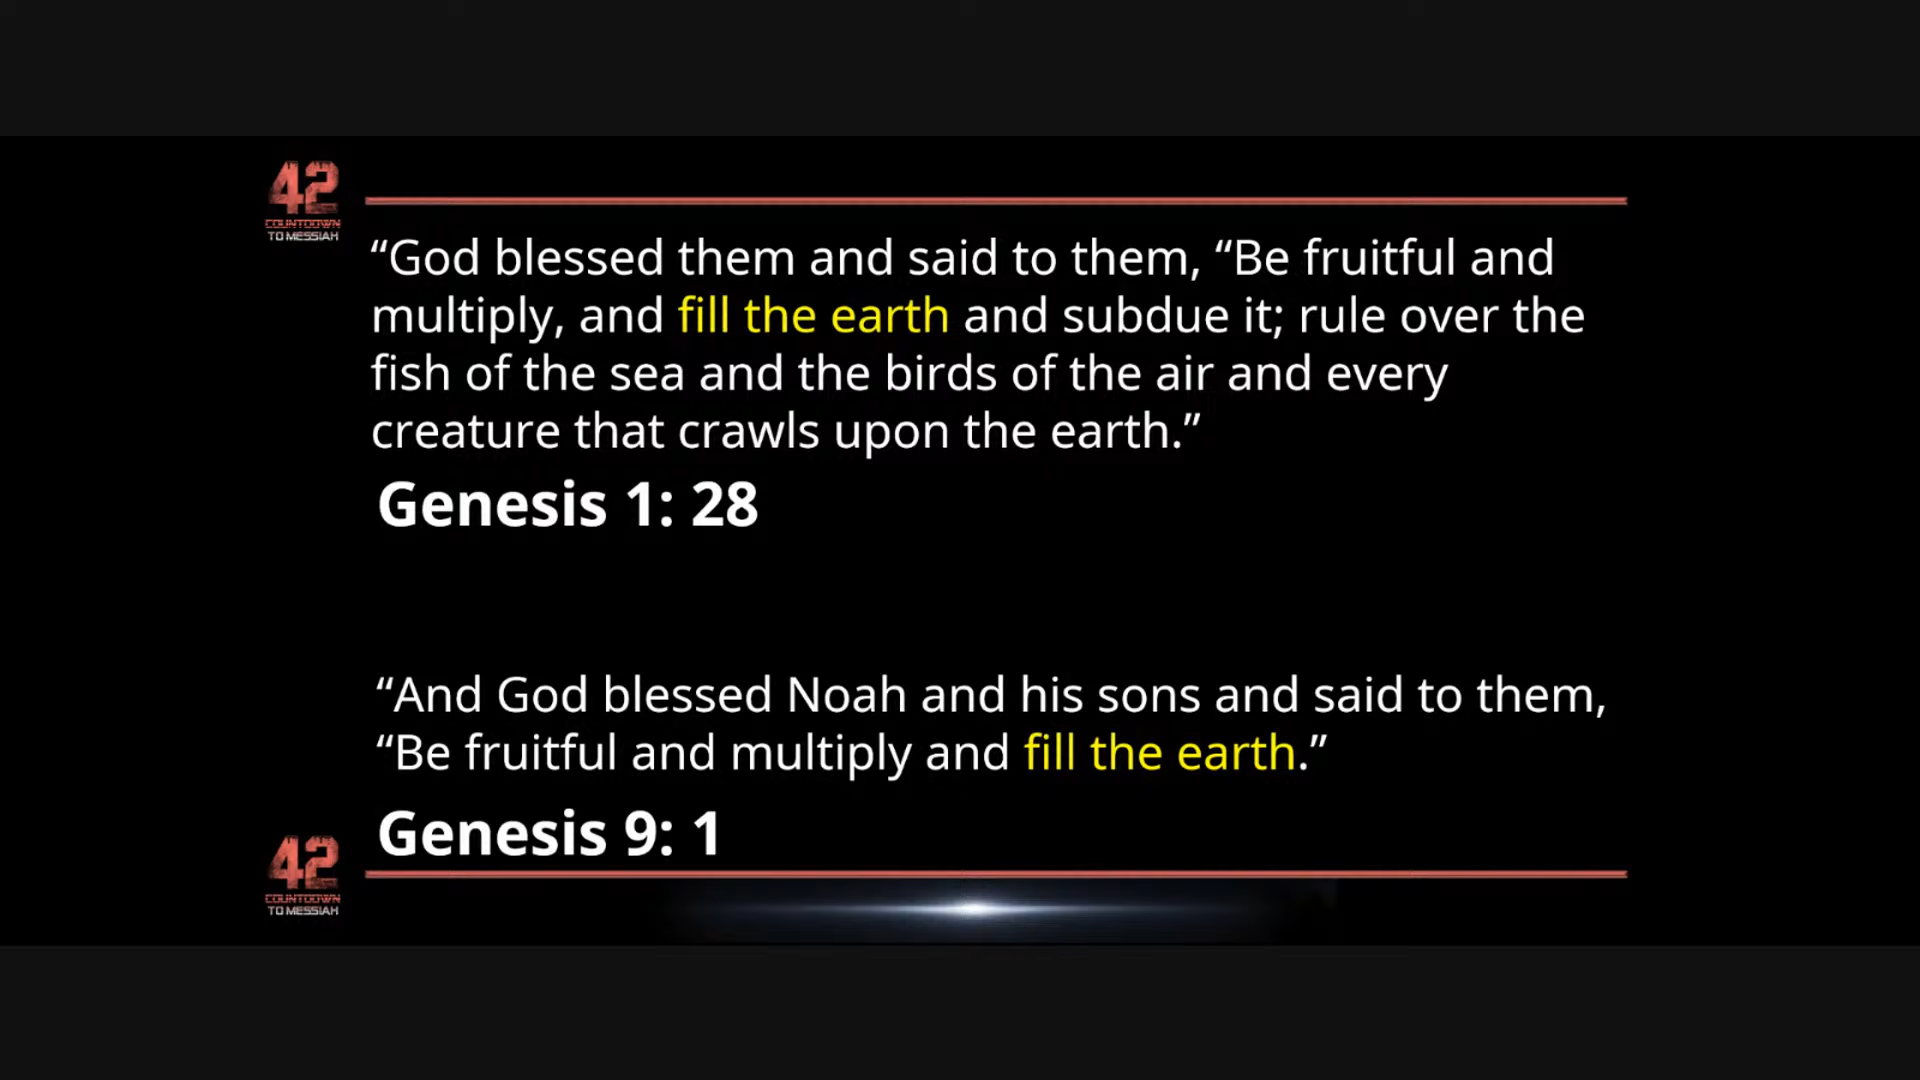 42
COUNTDOWN
TO MESSIAH
“God blessed them and said to them, “Be fruitful and
multiply, and fill the earth and subdue it; rule over the
fish of the sea and the birds of the air and every
creature that crawls upon the earth.”
Genesis 1: 28
“And God blessed Noah and his sons and said to them,
“Be fruitful and multiply and fill the earth.”
Genesis 9: 1
42
COUNTDOWN
TO MESSIAH